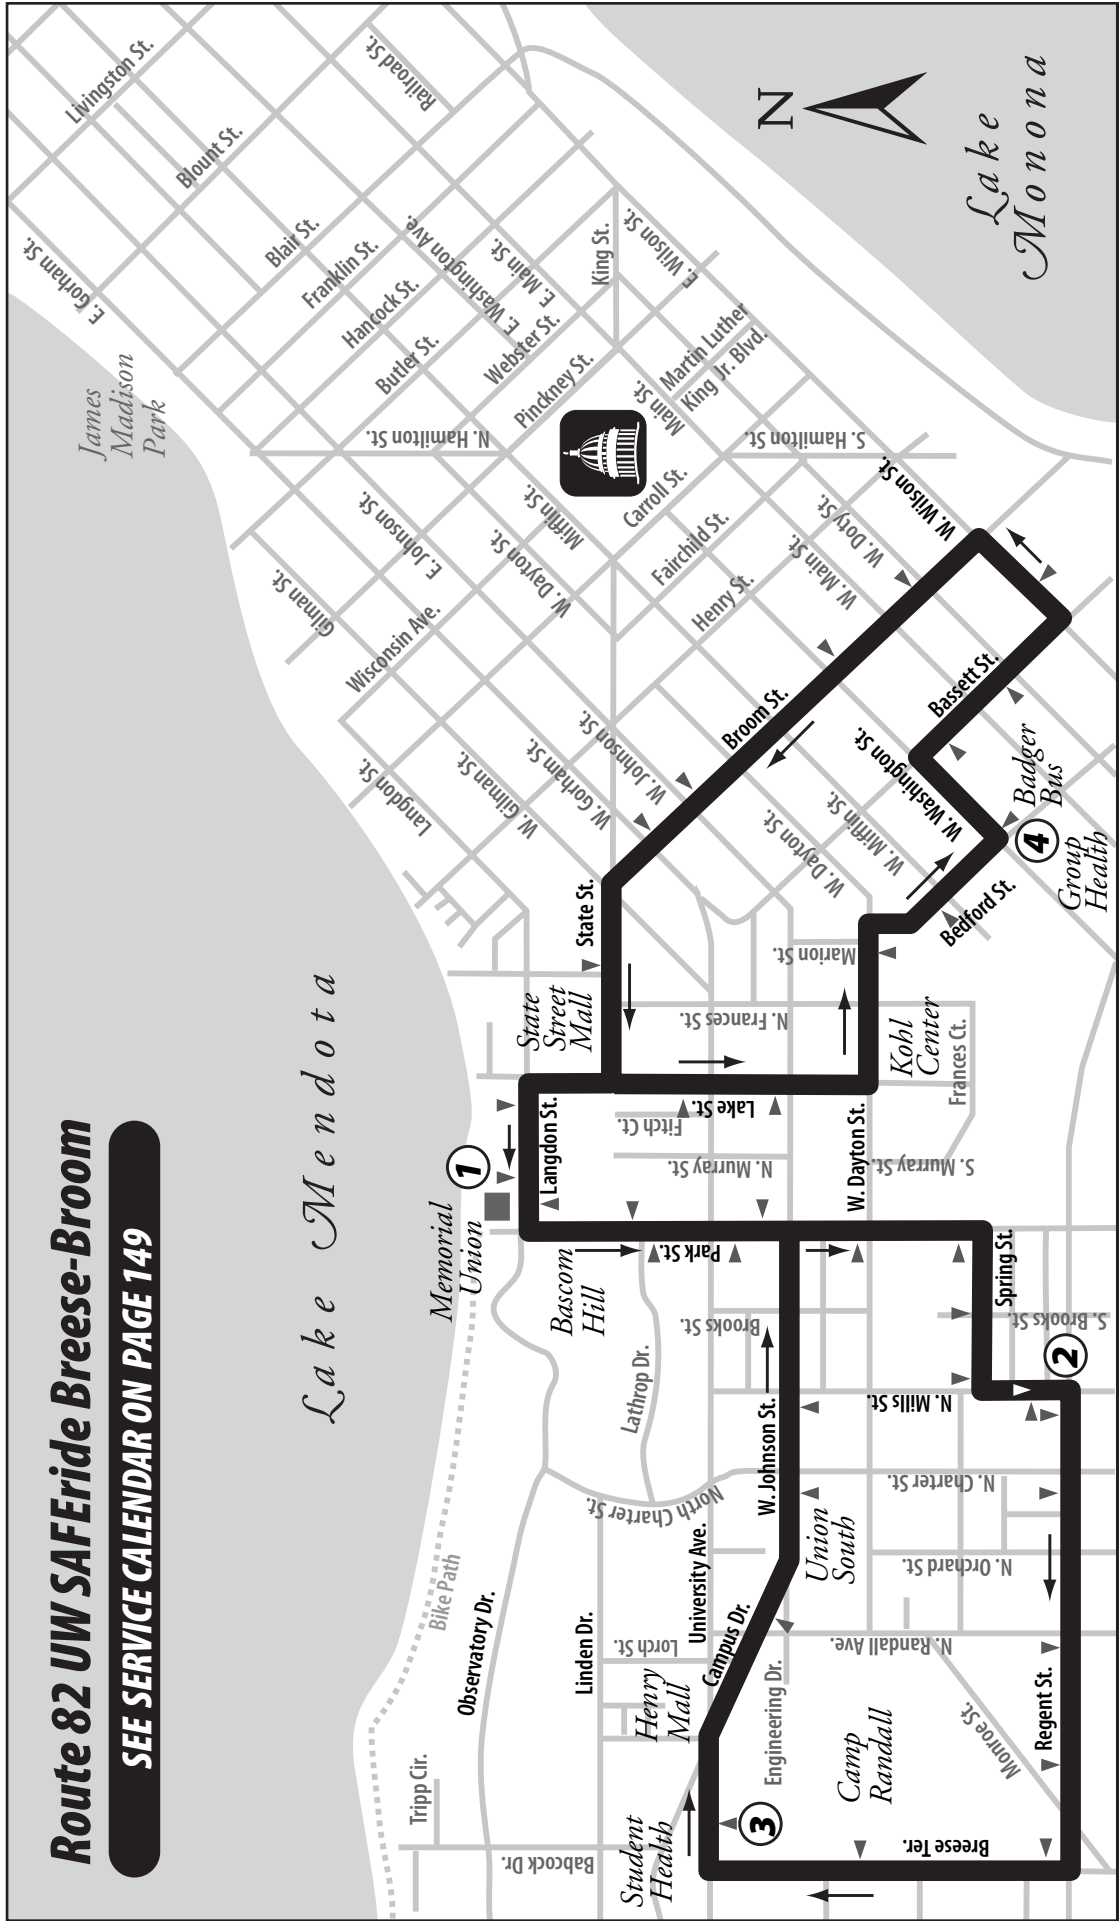 Route 82 UW SAFEride Breese-Broom
SEE SERVICE CALENDAR ON PAGE 149
Lake Mendota
Lake
Monona
N
James
Madison
Park
Livingston St.
Railroad St.
Blount St.
E. Gorham St.
Blair St.
Franklin St.
Hancock St.
Butler St.
E. Washington Ave.
E. Main St.
Webster St.
King St.
E. Wilson St.
Pinckney St.
Main St.
Martin Luther
King Jr. Blvd.
N. Hamilton St.
S. Hamilton St.
Mifflin St.
Carroll St.
E. Johnson St.
W. Dayton St.
Fairchild St.
Gilman St.
Wisconsin Ave.
Henry St.
W. Main St.
W. Doty St.
W. Wilson St.
Langdon St.
W. Gilman St.
W. Gorham St.
W. Johnson St.
Broom St.
Bassett St.
W. Washington St.
W. Mifflin St.
W. Dayton St.
Badger
Bus
4
Group
Health
Bedford St.
State St.
State
Street
Mall
Marion St.
N. Frances St.
Kohl
Center
Frances Ct.
Langdon St.
Lake St.
Fitch Ct.
N. Murray St.
W. Dayton St.
S. Murray St.
1
Memorial
Union
Bascom
Hill
Park St.
Spring St.
Brooks St.
S. Brooks St.
2
Lathrop Dr.
N. Mills St.
W. Johnson St.
North Charter St.
N. Charter St.
Union
South
N. Orchard St.
Bike Path
Observatory Dr.
Linden Dr.
University Ave.
Campus Dr.
Lorch St.
N. Randall Ave.
Henry
Mall
Engineering Dr.
Camp
Randall
Monroe St.
Regent St.
Tripp Cir.
Babcock Dr.
Student
Health
3
Breese Ter.